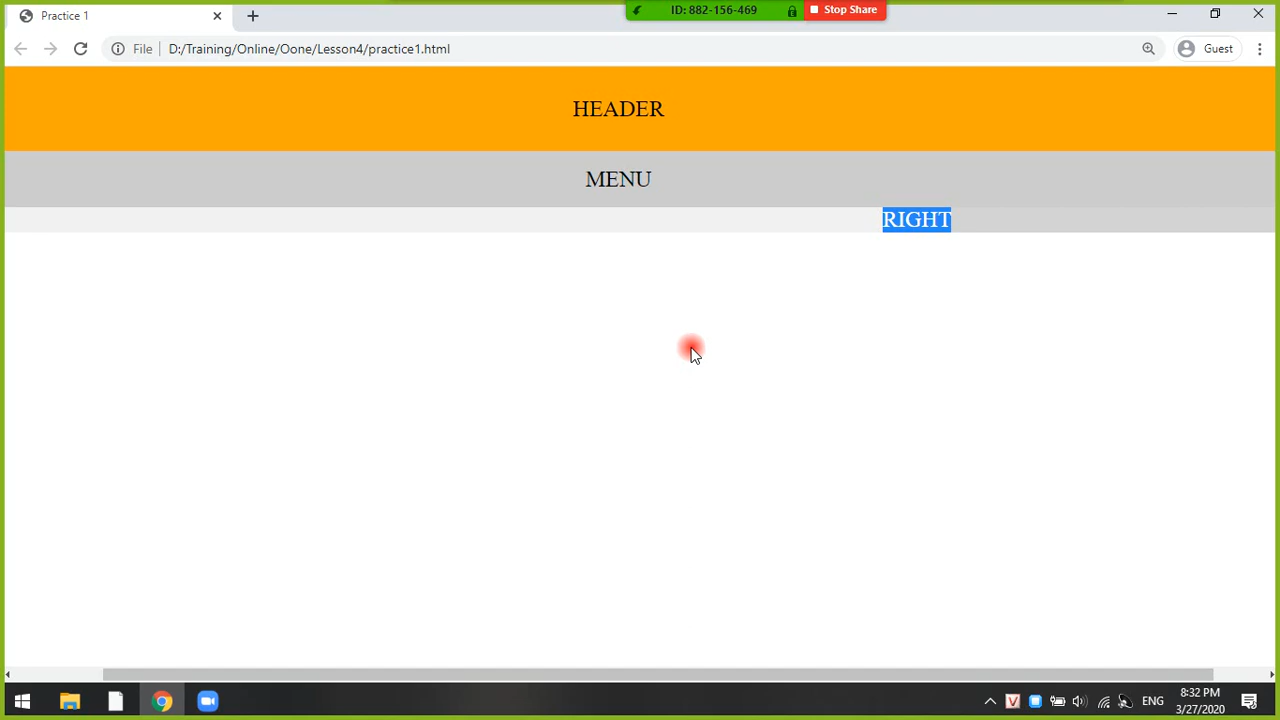 Practice 1
ID: 882-156-469
Stop Share
File
D:/Training/Online/Oone/Lesson4/practice1.html
Guest
HEADER
MENU
RIGHT
V
ENG
8:32 PM
3/27/2020